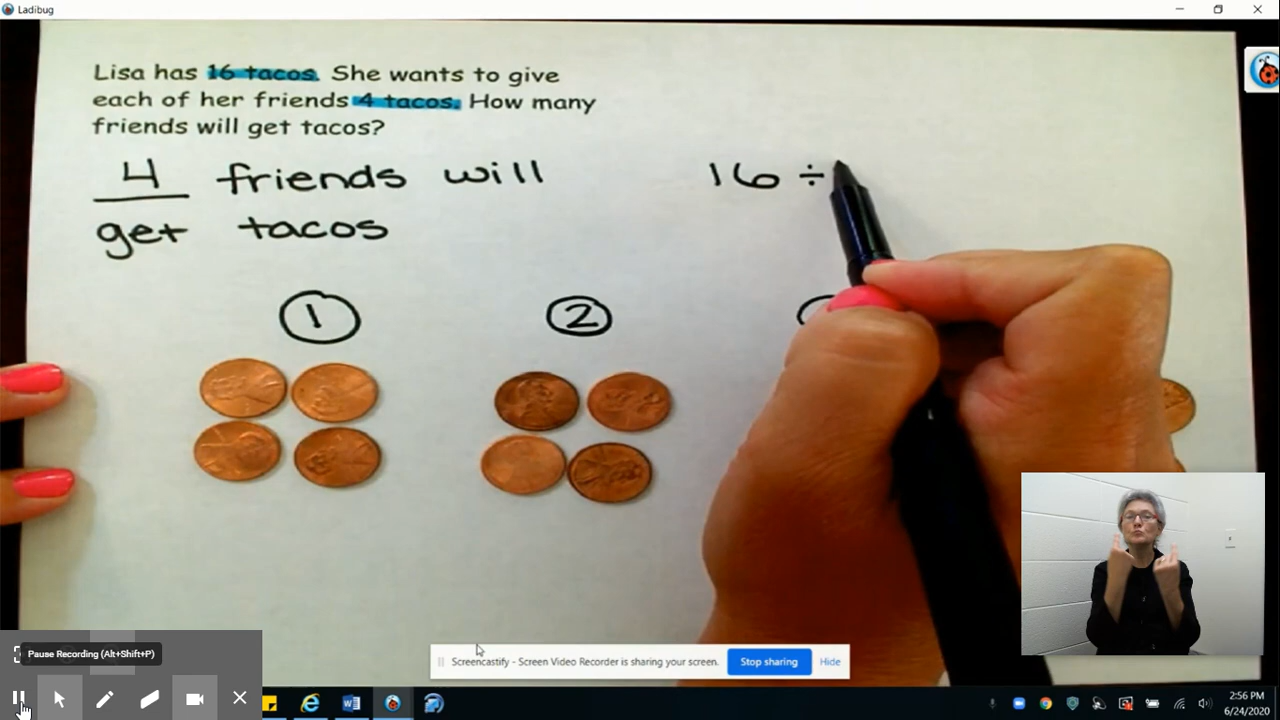 Ladibug
Lisa has 16 tacos. She wants to give
each of her friends 4 tacos. How many
friends will get tacos?
4 friends will
get tacos
16 ÷
1
2
Pause Recording (Alt+Shift+P)
Screencastify - Screen Video Recorder is sharing your screen.
Stop sharing
Hide
2:56 PM
6/24/2020